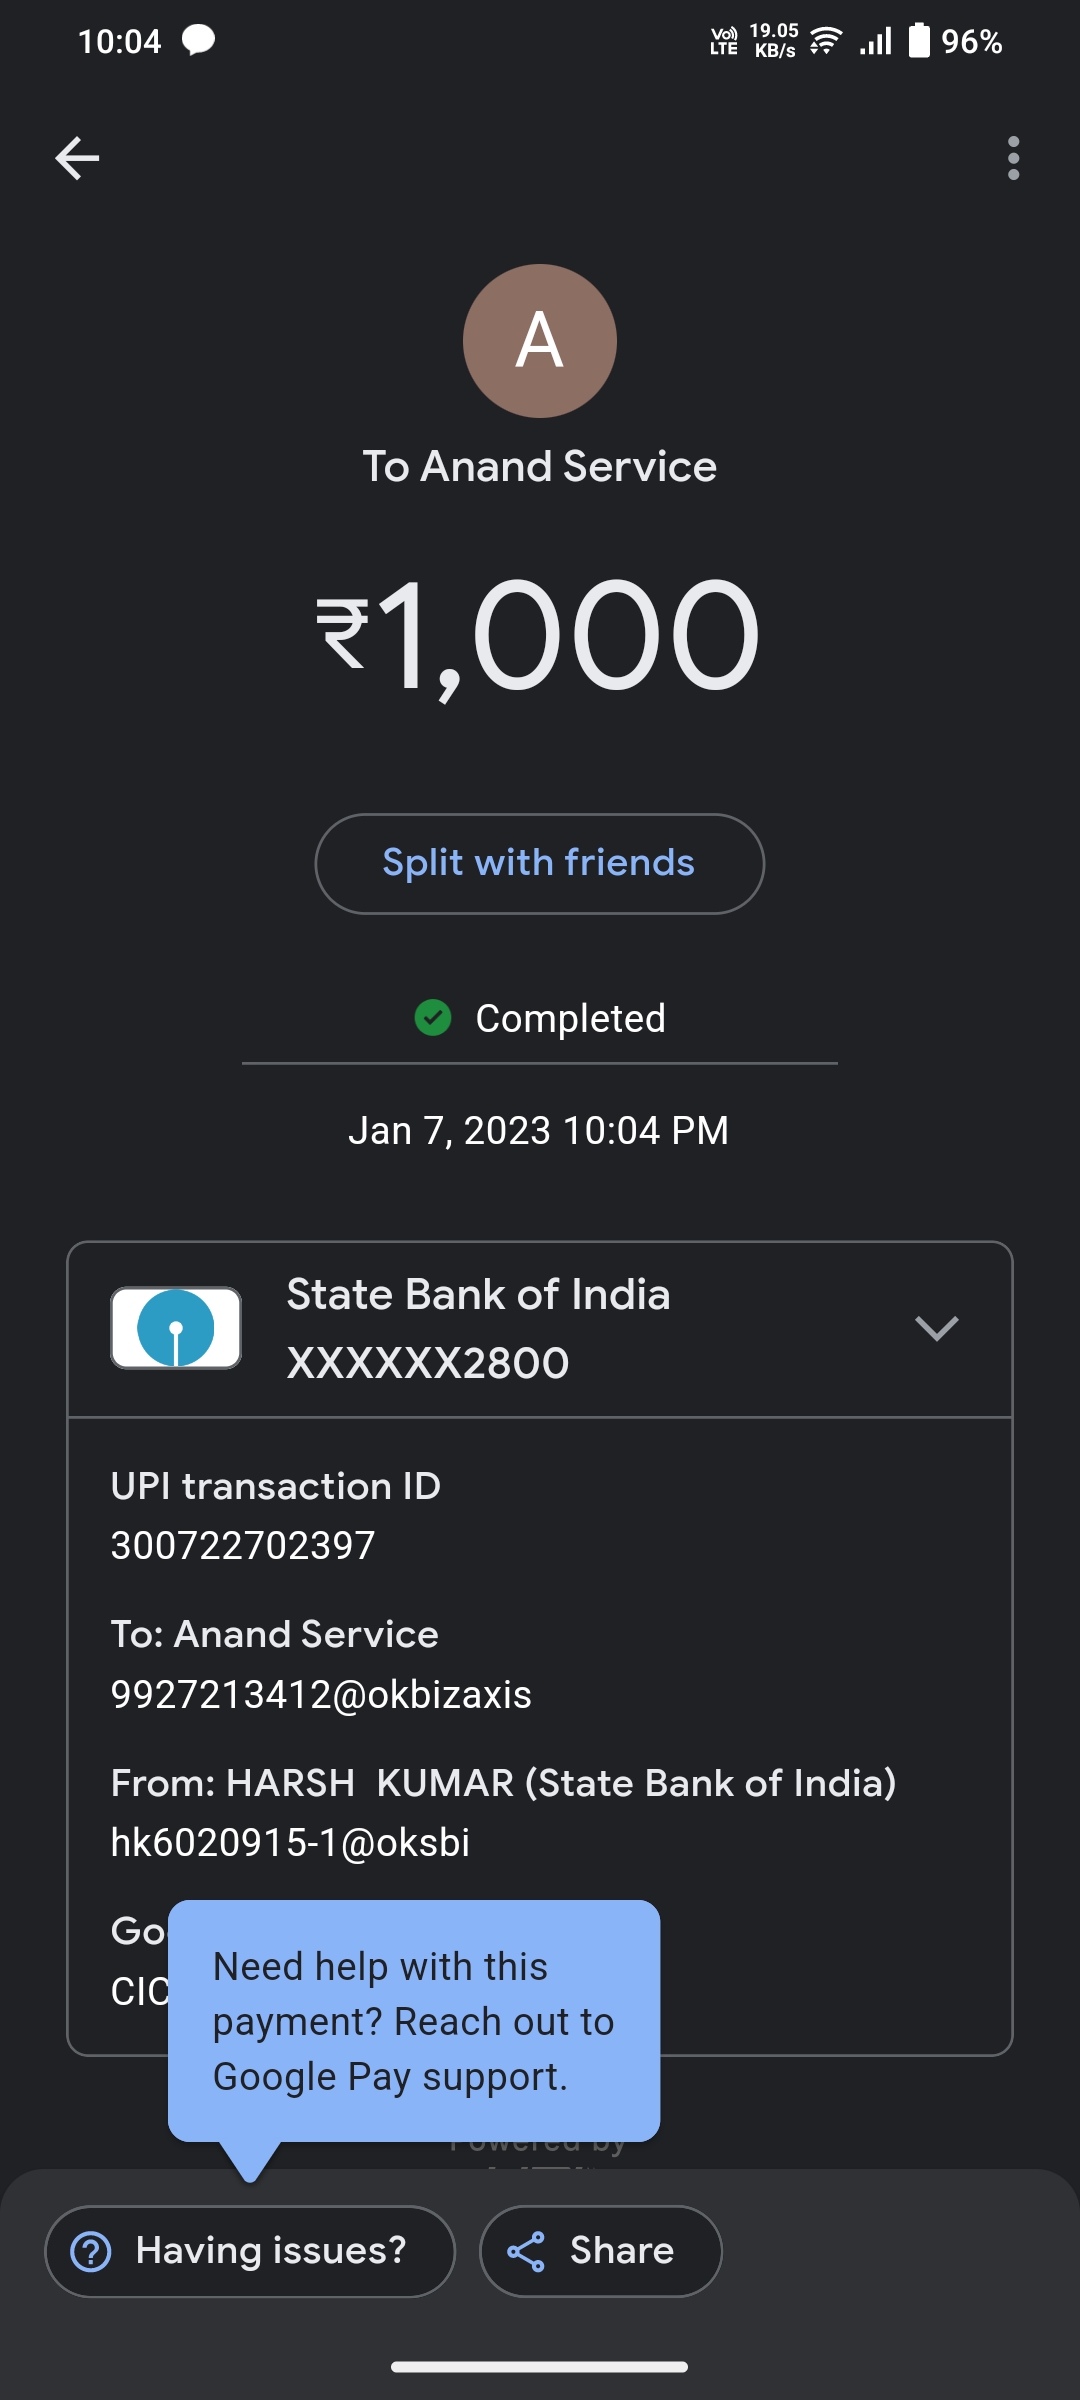 10:04
Vo) LTE 19.05 KB/s 96%
A
To Anand Service
₹1,000
Split with friends
Completed
Jan 7, 2023 10:04 PM
State Bank of India
XXXXXX2800
UPI transaction ID
300722702397
To: Anand Service
9927213412@okbizaxis
From: HARSH  KUMAR (State Bank of India)
hk6020915-1@oksbi
Go
CIC
Need help with this
payment? Reach out to
Google Pay support.
Powered by
Having issues?
Share